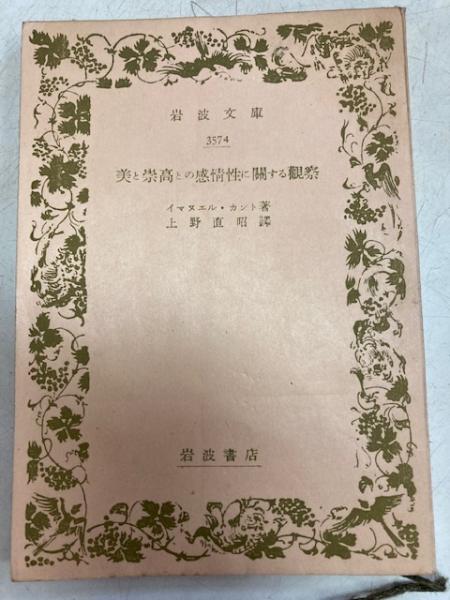 岩波文庫
3574
美と崇高との感情性に關する觀察
イマヌエル・カント著
上野直昭譯
岩波書店